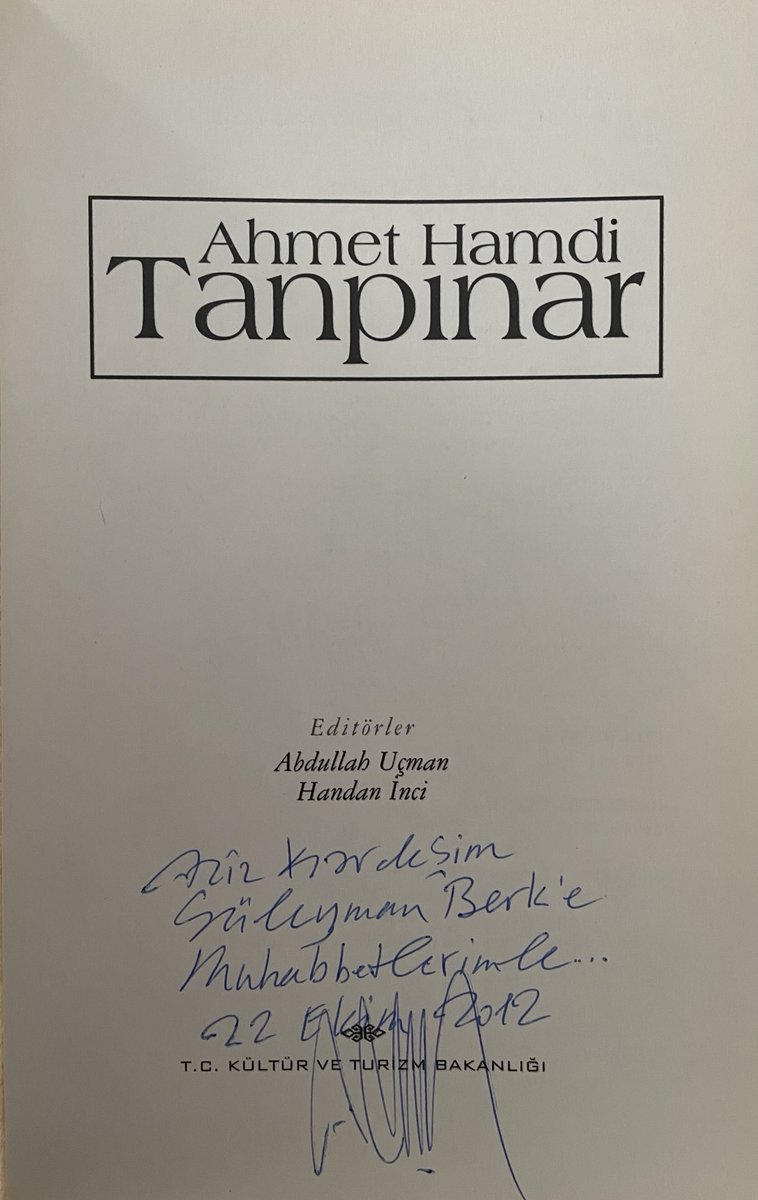 Ahmet Hamdi
Tanpınar
Editörler
Abdullah Uçman
Handan İnci
Azîz Kardeşim
Süleyman Berk'e
Muhabbetlerimle...
22 Ekim 2012
T.C. KÜLTÜR VE TURİZM BAKANLIĞI